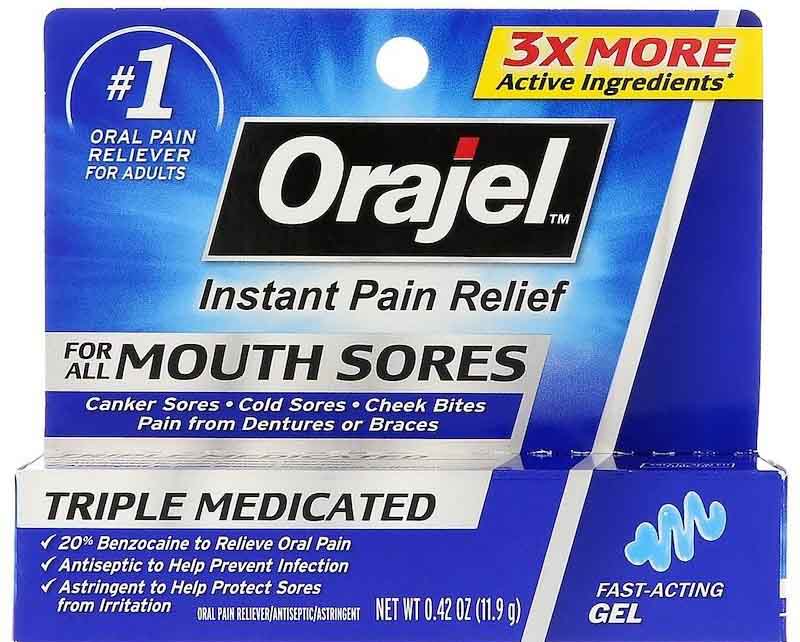 #1
ORAL PAIN
RELIEVER
FOR ADULTS
3X MORE
Active Ingredients*
Orajel™
Instant Pain Relief
FOR ALL MOUTH SORES
Canker Sores • Cold Sores • Cheek Bites
Pain from Dentures or Braces
TRIPLE MEDICATED
✓ 20% Benzocaine to Relieve Oral Pain
✓ Antiseptic to Help Prevent Infection
✓ Astringent to Help Protect Sores
from Irritation
ORAL PAIN RELIEVER/ANTISEPTIC/ASTRINGENT
NET WT 0.42 OZ (11.9 g)
FAST-ACTING
GEL